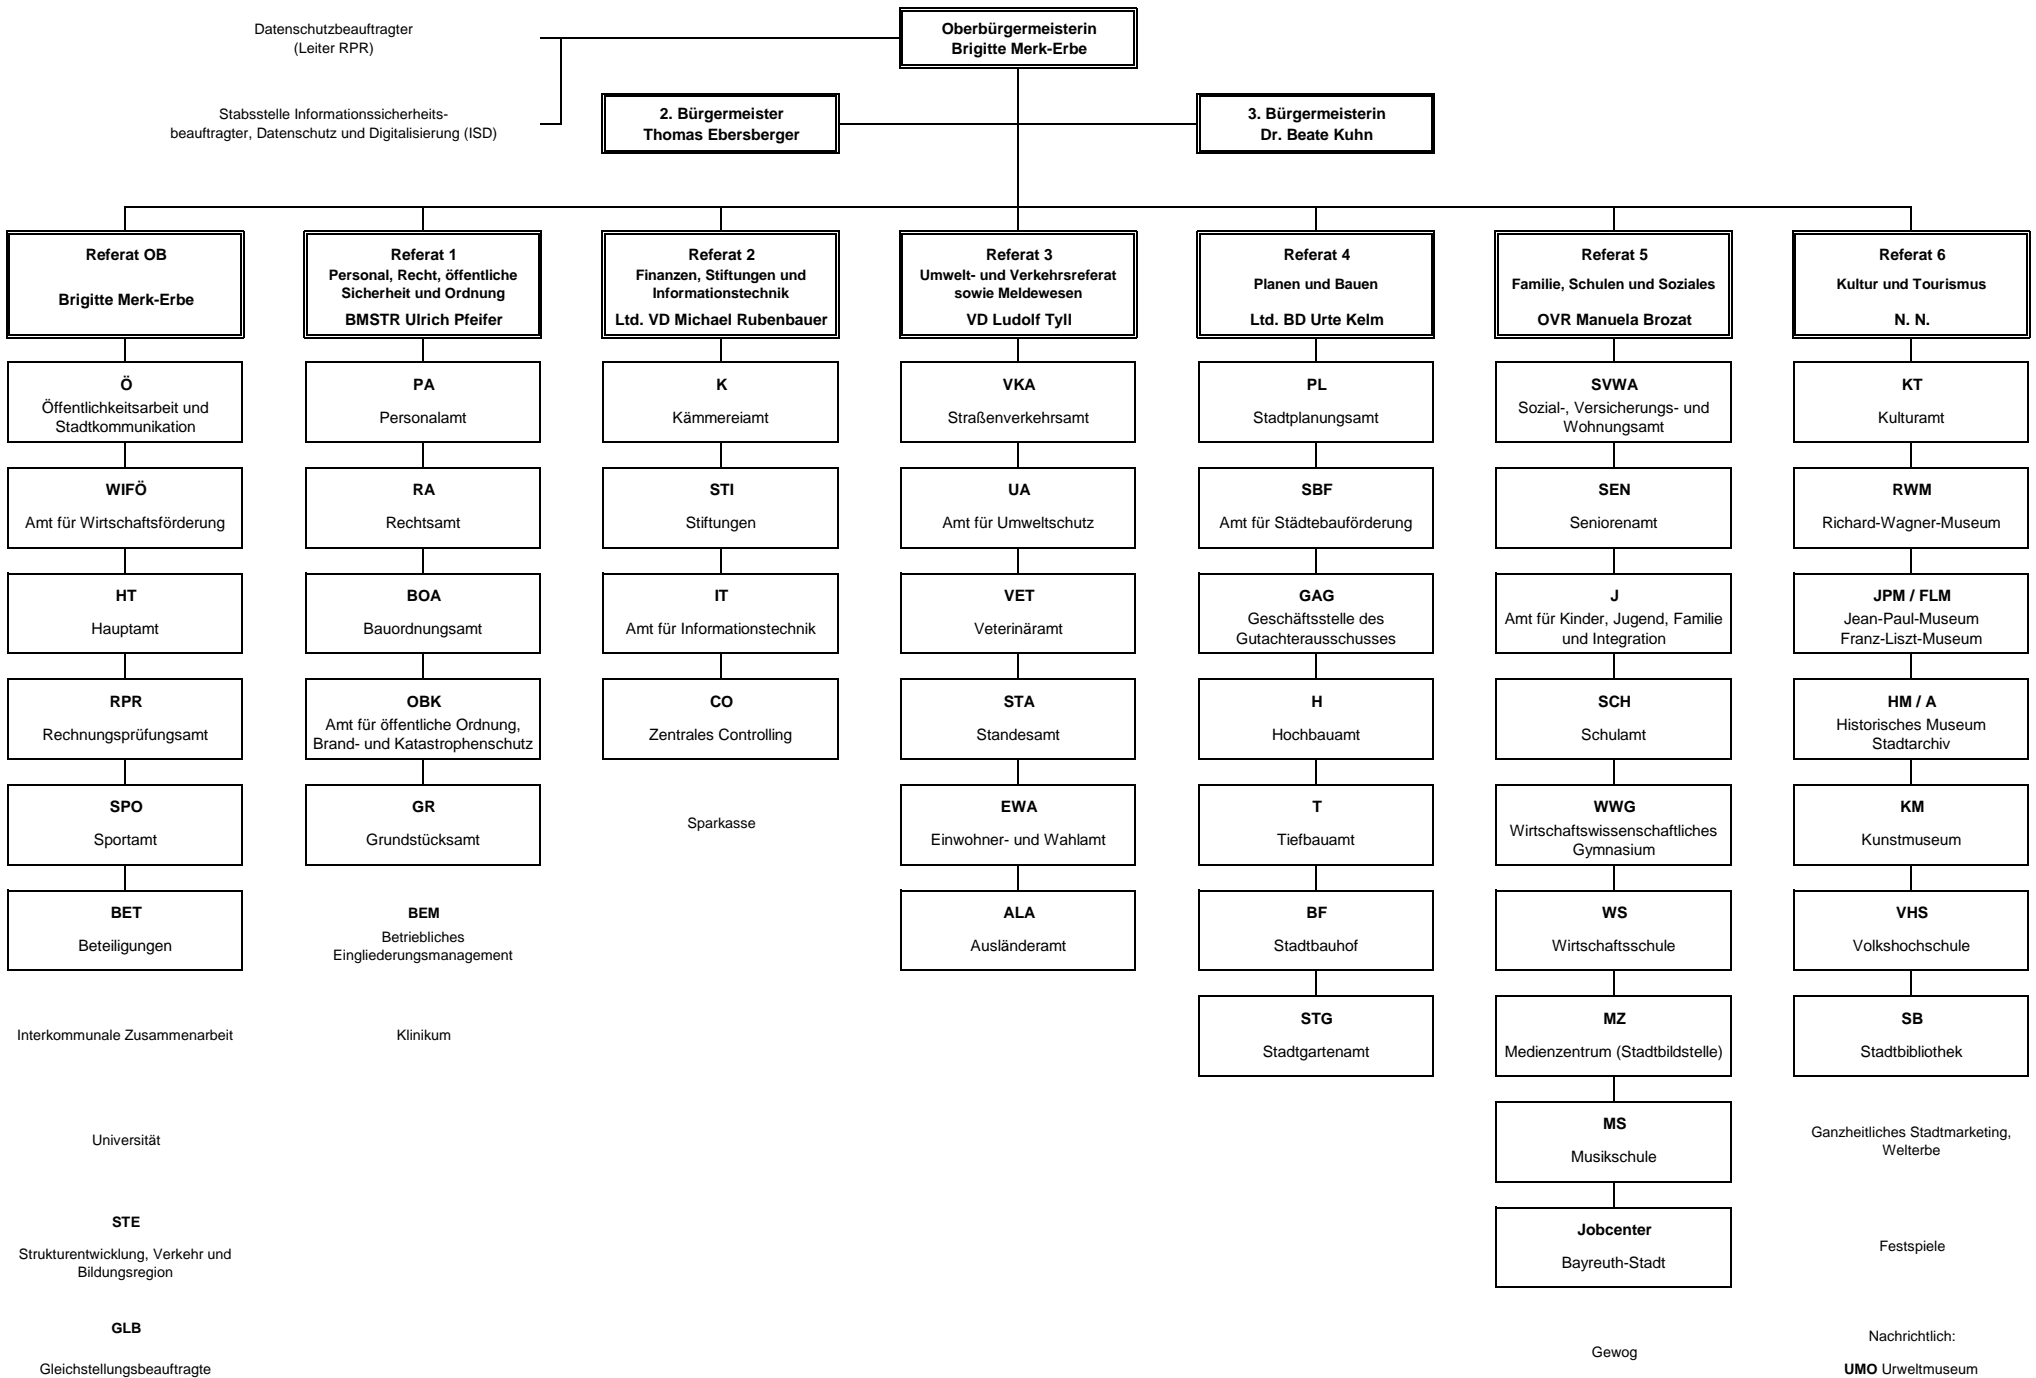 Datenschutzbeauftragter
(Leiter RPR)
Oberbürgermeisterin
Brigitte Merk-Erbe
Stabsstelle Informationssicherheits-
beauftragter, Datenschutz und Digitalisierung (ISD)
2. Bürgermeister
Thomas Ebersberger
3. Bürgermeisterin
Dr. Beate Kuhn
Referat OB
Brigitte Merk-Erbe
Ö
Öffentlichkeitsarbeit und
Stadtkommunikation
WIFÖ
Amt für Wirtschaftsförderung
HT
Hauptamt
RPR
Rechnungsprüfungsamt
SPO
Sportamt
BET
Beteiligungen
Interkommunale Zusammenarbeit
Universität
STE
Strukturentwicklung, Verkehr und
Bildungsregion
GLB
Gleichstellungsbeauftragte
Referat 1
Personal, Recht, öffentliche
Sicherheit und Ordnung
BMSTR Ulrich Pfeifer
PA
Personalamt
RA
Rechtsamt
BOA
Bauordnungsamt
OBK
Amt für öffentliche Ordnung,
Brand- und Katastrophenschutz
GR
Grundstücksamt
BEM
Betriebliches
Eingliederungsmanagement
Klinikum
Referat 2
Finanzen, Stiftungen und
Informationstechnik
Ltd. VD Michael Rubenbauer
K
Kämmereiamt
STI
Stiftungen
IT
Amt für Informationstechnik
CO
Zentrales Controlling
Sparkasse
Referat 3
Umwelt- und Verkehrsreferat
sowie Meldewesen
VD Ludolf Tyll
VKA
Straßenverkehrsamt
UA
Amt für Umweltschutz
VET
Veterinäramt
STA
Standesamt
EWA
Einwohner- und Wahlamt
ALA
Ausländeramt
Referat 4
Planen und Bauen
Ltd. BD Urte Kelm
PL
Stadtplanungsamt
SBF
Amt für Städtebauförderung
GAG
Geschäftsstelle des
Gutachterausschusses
H
Hochbauamt
T
Tiefbauamt
BF
Stadtbauhof
STG
Stadtgartenamt
Referat 5
Familie, Schulen und Soziales
OVR Manuela Brozat
SVWA
Sozial-, Versicherungs- und
Wohnungsamt
SEN
Seniorenamt
J
Amt für Kinder, Jugend, Familie
und Integration
SCH
Schulamt
WWG
Wirtschaftswissenschaftliches
Gymnasium
WS
Wirtschaftsschule
MZ
Medienzentrum (Stadtbildstelle)
MS
Musikschule
Jobcenter
Bayreuth-Stadt
Gewog
Referat 6
Kultur und Tourismus
N. N.
KT
Kulturamt
RWM
Richard-Wagner-Museum
JPM / FLM
Jean-Paul-Museum
Franz-Liszt-Museum
HM / A
Historisches Museum
Stadtarchiv
KM
Kunstmuseum
VHS
Volkshochschule
SB
Stadtbibliothek
Ganzheitliches Stadtmarketing,
Welterbe
Festspiele
Nachrichtlich:
UMO Urweltmuseum